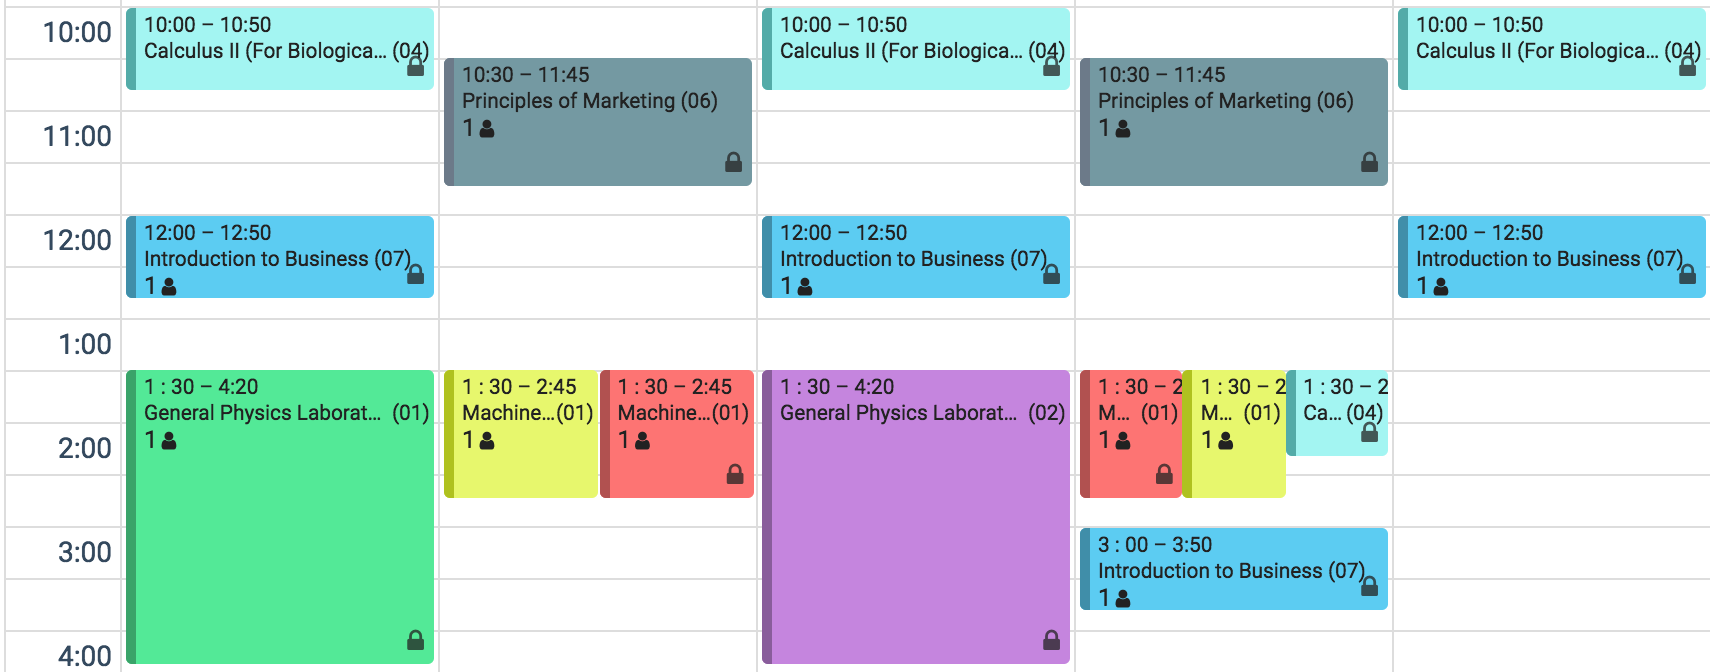 10:00
11:00
12:00
1:00
2:00
3:00
4:00
10:00 – 10:50
Calculus II (For Biologica... (04)
12:00 – 12:50
Introduction to Business (07)
1
1 : 30 – 4:20
General Physics Laborat... (01)
1
10:30 – 11:45
Principles of Marketing (06)
1
1 : 30 – 2:45
Machine...(01)
1
1 : 30 – 2:45
Machine...(01)
1
10:00 – 10:50
Calculus II (For Biologica... (04)
12:00 – 12:50
Introduction to Business (07)
1
1 : 30 – 4:20
General Physics Laborat... (02)
10:30 – 11:45
Principles of Marketing (06)
1
1 : 30 – 2
M... (01)
1
1 : 30 – 2
M... (01)
1
1 : 30 – 2
Ca... (04)
3 : 00 – 3:50
Introduction to Business (07)
1
10:00 – 10:50
Calculus II (For Biologica... (04)
12:00 – 12:50
Introduction to Business (07)
1